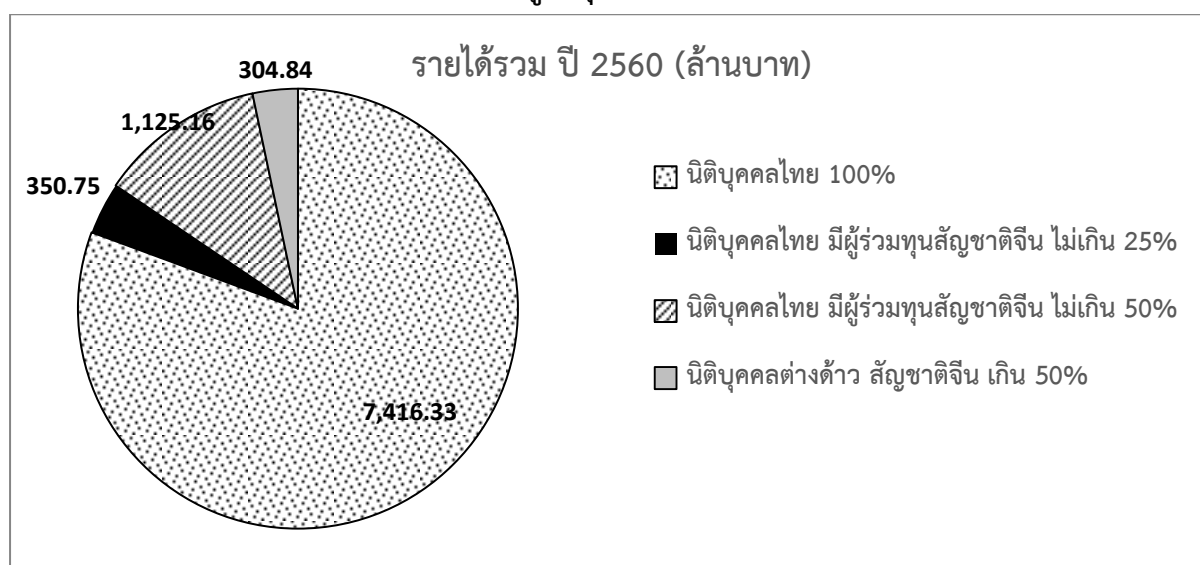 รายได้รวม ปี 2560 (ล้านบาท)
304.84
1,125.16
350.75
7,416.33
นิติบุคคลไทย 100%
นิติบุคคลไทย มีผู้ร่วมทุนสัญชาติจีน ไม่เกิน 25%
นิติบุคคลไทย มีผู้ร่วมทุนสัญชาติจีน ไม่เกิน 50%
นิติบุคคลต่างด้าว สัญชาติจีน เกิน 50%